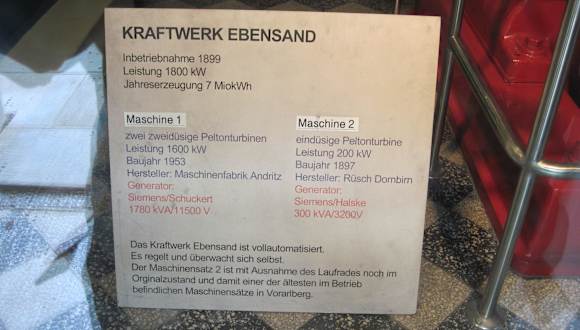 KRAFTWERK EBENSAND
Inbetriebnahme 1899
Leistung 1800 kW
Jahreserzeugung 7 MiokWh
Maschine 1
zwei zweidüsige Peltonturbinen
Leistung 1600 kW
Baujahr 1953
Hersteller: Maschinenfabrik Andritz
Generator:
Siemens/Schuckert
1780 kVA/11500 V
Maschine 2
eindüsige Peltonturbine
Leistung 200 kW
Baujahr 1897
Hersteller: Rüsch Dornbirn
Generator:
Siemens/Halske
300 kVA/3200V
Das Kraftwerk Ebensand ist vollautomatisiert.
Es regelt und überwacht sich selbst.
Der Maschinensatz 2 ist mit Ausnahme des Laufrades noch im
Orginalzustand und damit einer der ältesten im Betrieb
befindlichen Maschinensätze in Vorarlberg.